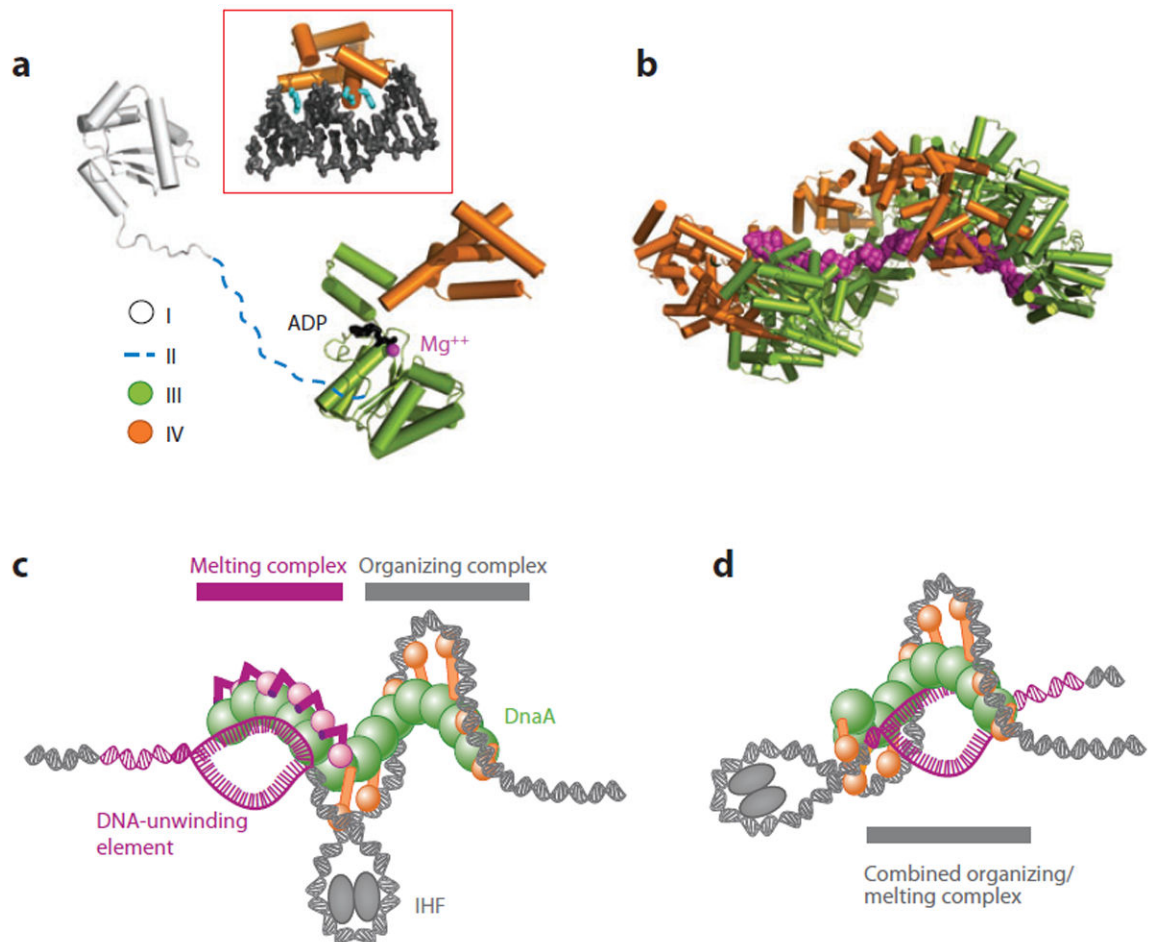 a
b
ADP
Mg++
I
II
III
IV
c
Melting complex
Organizing complex
d
DnaA
DNA-unwinding
element
IHF
Combined organizing/
melting complex